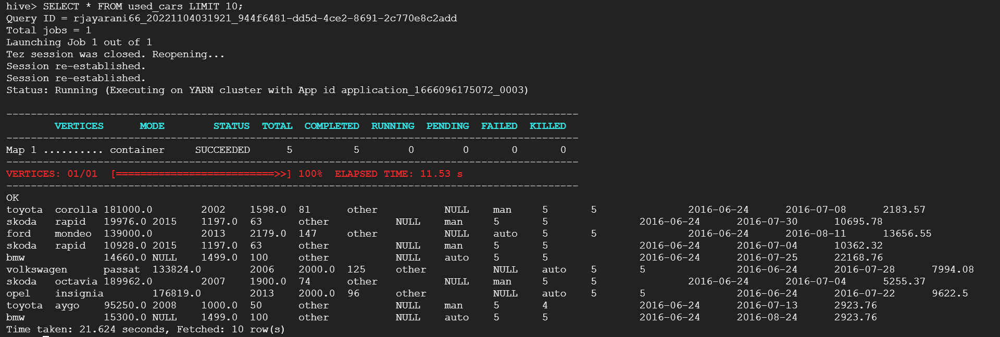 hive> SELECT * FROM used_cars LIMIT 10;
Query ID = rjayarani66_20221104031921_944f6481-dd5d-4ce2-8691-2c770e8c2add
Total jobs = 1
Launching Job 1 out of 1
Tez session was closed. Reopening...
Session re-established.
Session re-established.
Status: Running (Executing on YARN cluster with App id application_1666096175072_0003)
----------------------------------------------------------------------------------------------
VERTICES MODE STATUS TOTAL COMPLETED RUNNING PENDING FAILED KILLED
----------------------------------------------------------------------------------------------
Map 1 .......... container SUCCEEDED 5 5 0 0 0 0
----------------------------------------------------------------------------------------------
VERTICES: 01/01 [==========================>>] 100% ELAPSED TIME: 11.53 s
----------------------------------------------------------------------------------------------
OK
toyota corolla 181000.0 2002 1598.0 81 other NULL man 5 5 2016-06-24 2016-07-08 2183.57
skoda rapid 19976.0 2015 1197.0 63 other NULL man 5 5 2016-06-24 2016-07-30 10695.78
ford mondeo 139000.0 2013 2179.0 147 other NULL auto 5 5 2016-06-24 2016-08-11 13656.55
skoda rapid 10928.0 2015 1197.0 63 other NULL man 5 5 2016-06-24 2016-07-04 10362.32
bmw 14660.0 NULL 1499.0 100 other NULL auto 5 5 2016-06-24 2016-07-25 22168.76
volkswagen passat 133824.0 2006 2000.0 125 other NULL auto 5 5 2016-06-24 2016-07-28 7994.08
skoda octavia 189962.0 2007 1900.0 74 other NULL man 5 5 2016-06-24 2016-07-04 5255.37
opel insignia 176819.0 2013 2000.0 96 other NULL auto 5 5 2016-06-24 2016-07-22 9622.5
toyota aygo 95250.0 2008 1000.0 50 other NULL man 5 4 2016-06-24 2016-07-13 2923.76
bmw 15300.0 NULL 1499.0 100 other NULL auto 5 5 2016-06-24 2016-08-24 2923.76
Time taken: 21.624 seconds, Fetched: 10 row(s)